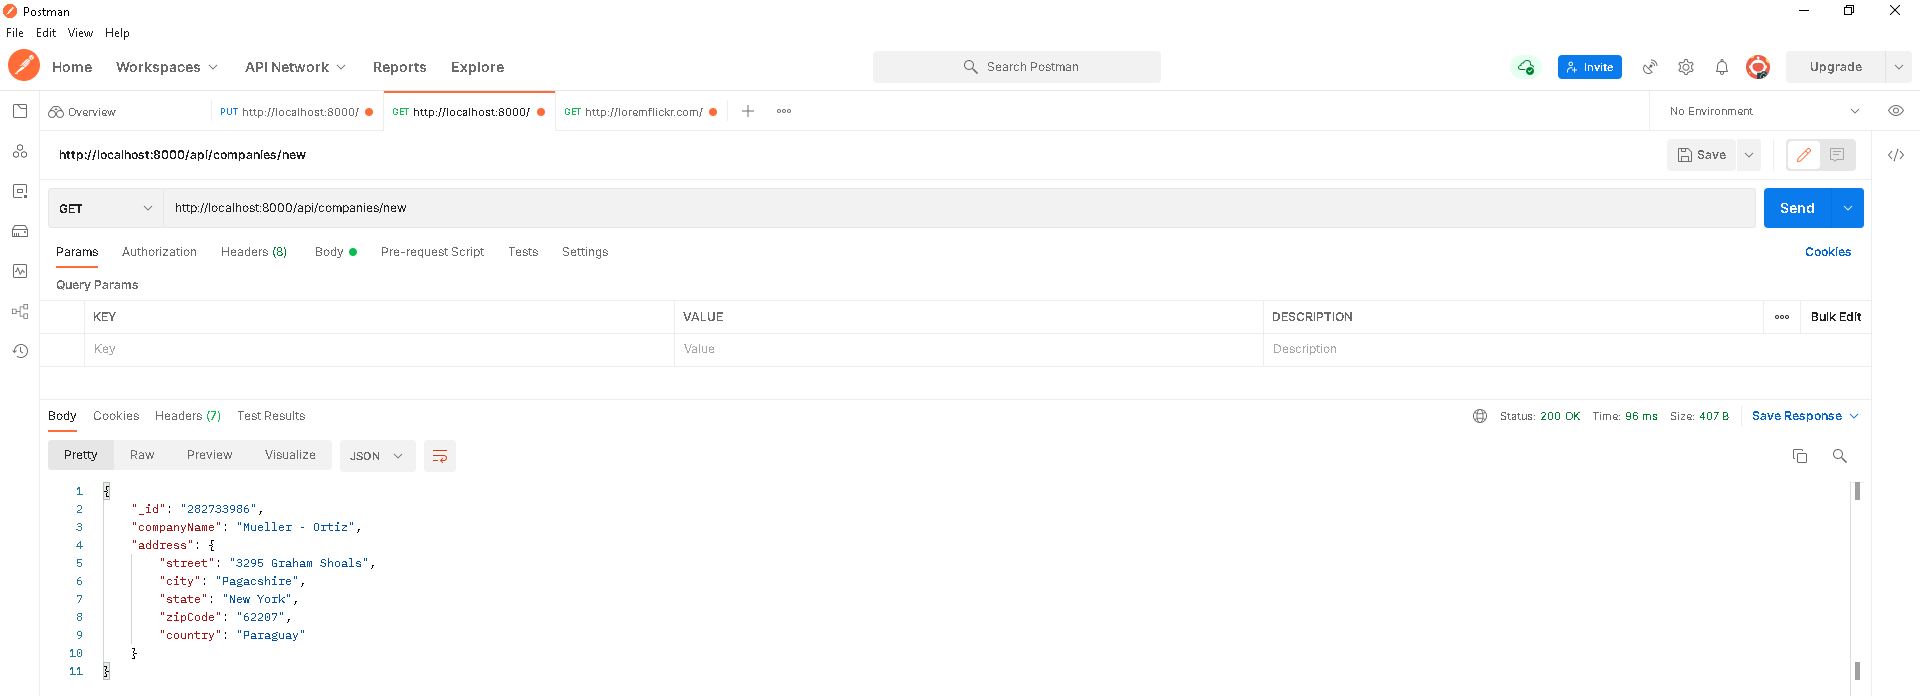 Postman
File Edit View Help
Home Workspaces API Network Reports Explore Search Postman Invite Upgrade
Overview PUT http://localhost:8000/ GET http://localhost:8000/ GET http://loremflickr.com/ No Environment
http://localhost:8000/api/companies/new Save
GET http://localhost:8000/api/companies/new Send
Params Authorization Headers (8) Body Pre-request Script Tests Settings Cookies
Query Params
KEY VALUE DESCRIPTION Bulk Edit
Key Value Description
Body Cookies Headers (7) Test Results Status: 200 OK Time: 96 ms Size: 407 B Save Response
Pretty Raw Preview Visualize JSON
1 {
2 "_id": "282733986",
3 "companyName": "Mueller - Ortiz",
4 "address": {
5 "street": "3295 Graham Shoals",
6 "city": "Pagacshire",
7 "state": "New York",
8 "zipCode": "62207",
9 "country": "Paraguay"
10 }
11 }